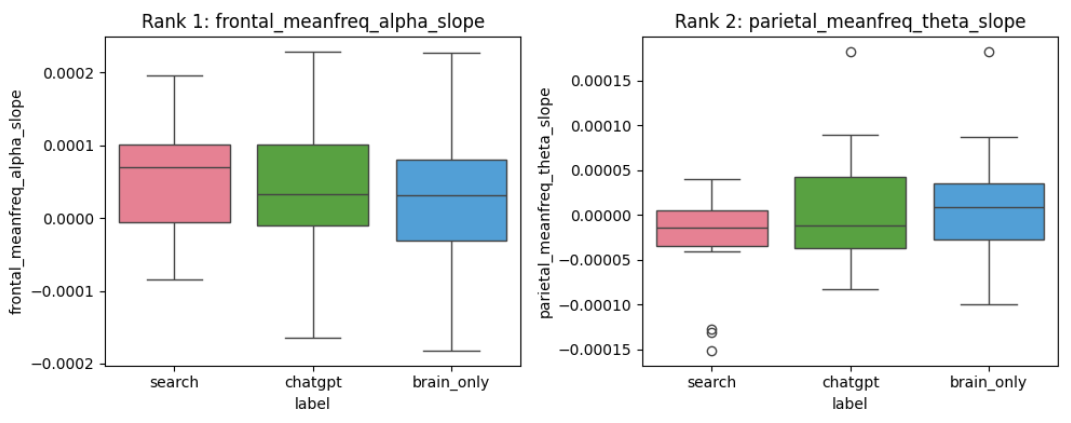 Rank 1: frontal_meanfreq_alpha_slope
frontal_meanfreq_alpha_slope
0.0002
0.0001
0.0000
−0.0001
−0.0002
search chatgpt brain_only
label
Rank 2: parietal_meanfreq_theta_slope
parietal_meanfreq_theta_slope
0.00015
0.00010
0.00005
0.00000
−0.00005
−0.00010
−0.00015
search chatgpt brain_only
label